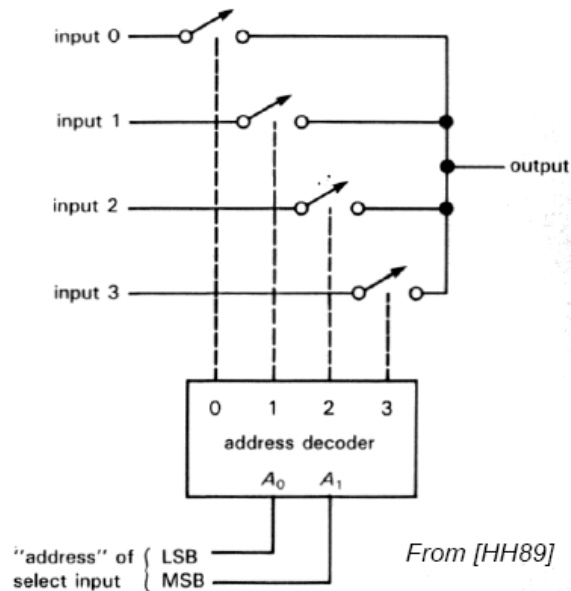 input 0
input 1
output
input 2
input 3
0 1 2 3
address decoder
A0 A1
"address" of { LSB
select input { MSB
From [HH89]